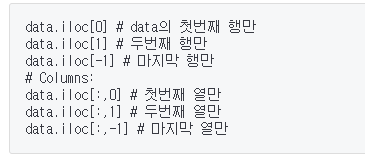 data.iloc[0] # data의 첫번째 행만
data.iloc[1] # 두번째 행만
data.iloc[-1] # 마지막 행만
# Columns:
data.iloc[:,0] # 첫번째 열만
data.iloc[:,1] # 두번째 열만
data.iloc[:,-1] # 마지막 열만